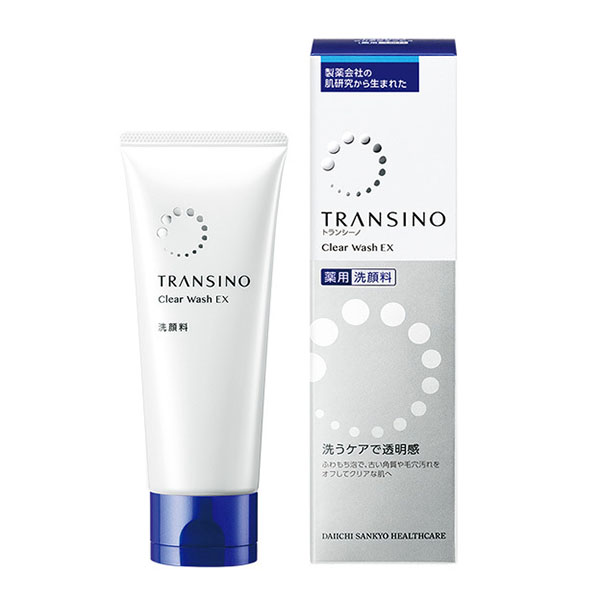 TRANSINO
Clear Wash EX
洗顔料
製薬会社の
肌研究から生まれた
TRANSINO
トランシーノ
Clear Wash EX
薬用 洗顔料
洗うケアで透明感
ふわもち泡で、古い角質や毛穴汚れを
オフしてクリアな肌へ
DAIICHI SANKYO HEALTHCARE